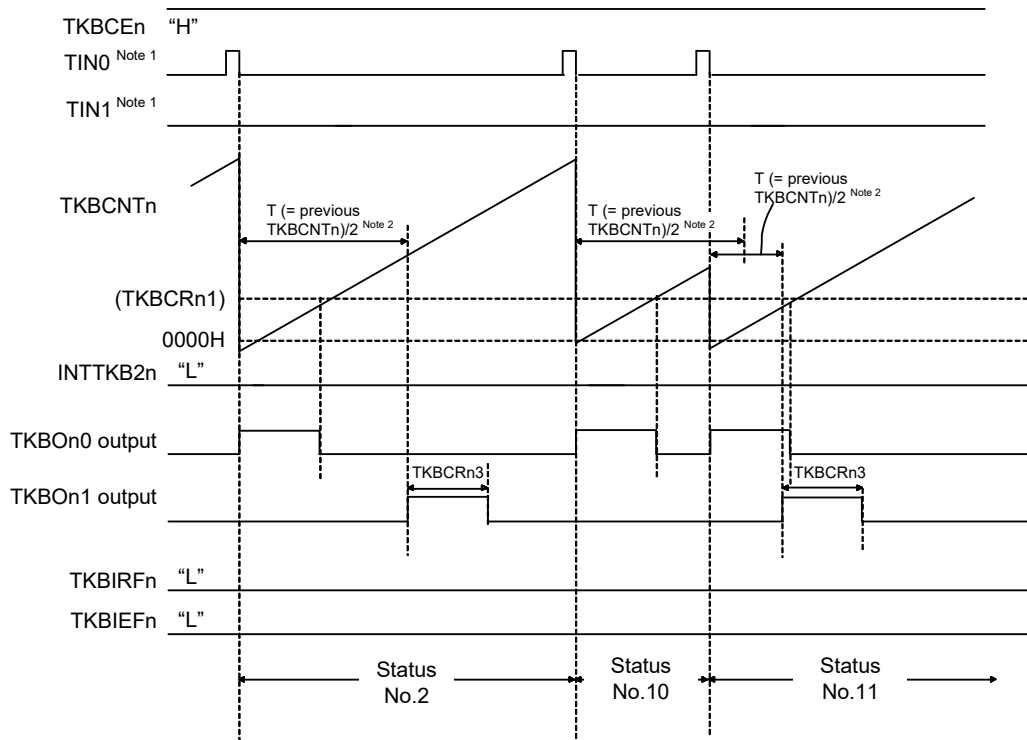 TKBCEn “H”
TIN0 Note 1
TIN1 Note 1
TKBCNTn
T (= previous
TKBCNTn)/2 Note 2
T (= previous
TKBCNTn)/2 Note 2
T (= previous
TKBCNTn)/2 Note 2
(TKBCRn1)
0000H
INTTKB2n “L”
TKBOn0 output
TKBCRn3
TKBCRn3
TKBOn1 output
TKBIRFn “L”
TKBIEFn “L”
Status
No.2
Status
No.10
Status
No.11